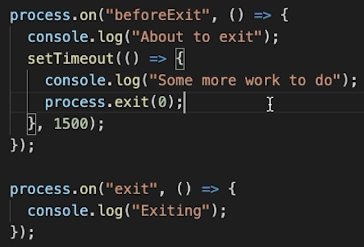 process.on("beforeExit", () => {
  console.log("About to exit");
  setTimeout(() => {
    console.log("Some more work to do");
    process.exit(0);
  }, 1500);
});

process.on("exit", () => {
  console.log("Exiting");
});